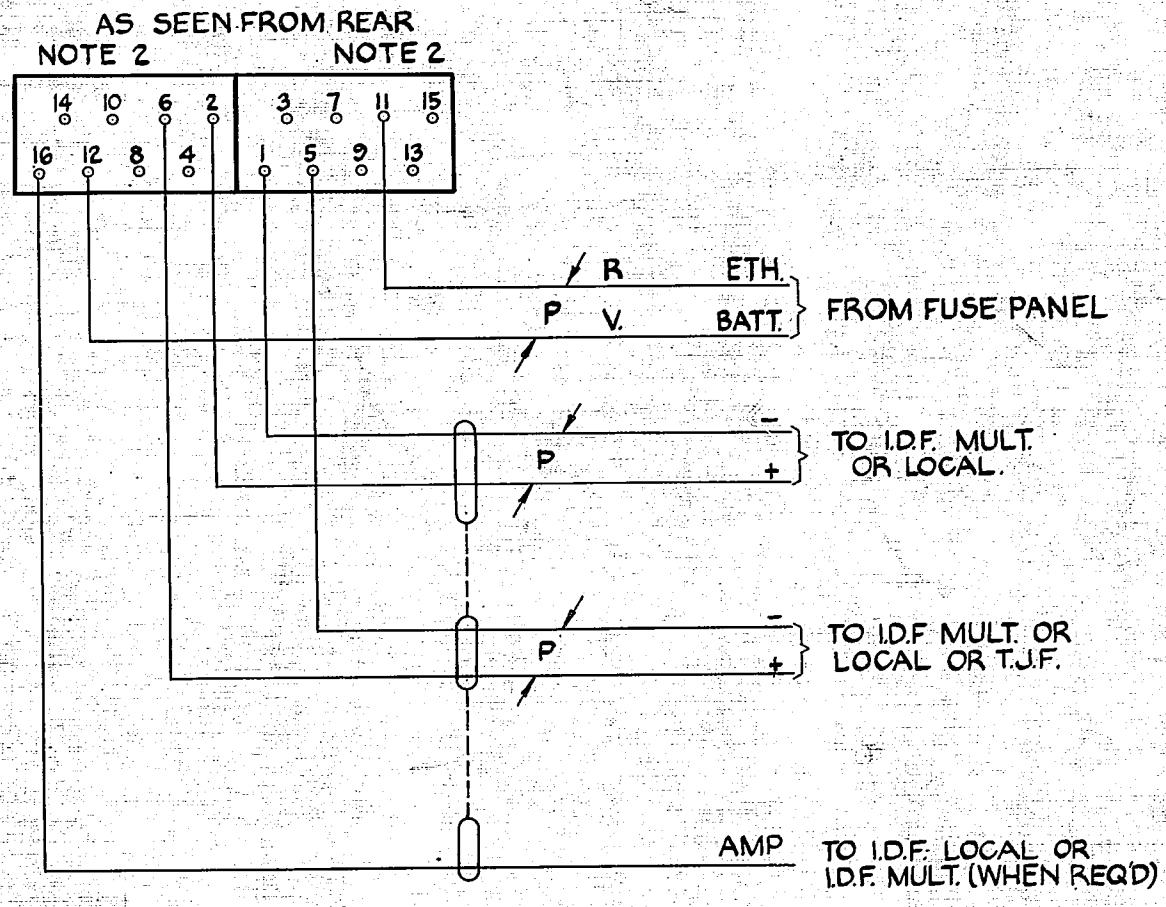 AS SEEN FROM REAR
NOTE 2 NOTE 2
14 10 6 2 3 7 11 15
16 12 8 4 1 5 9 13
R ETH.
P V. BATT.
FROM FUSE PANEL
-
P
+
TO I.D.F. MULT.
OR LOCAL.
-
P
+
TO I.D.F MULT. OR
LOCAL OR T.J.F.
AMP
TO I.D.F. LOCAL OR
I.D.F. MULT. (WHEN REQ'D)